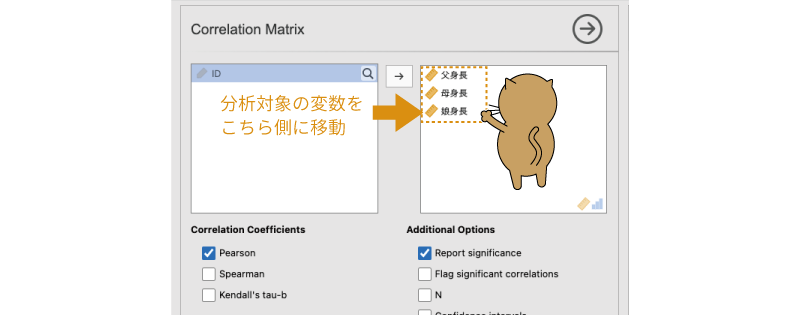 Correlation Matrix
ID
分析対象の変数を
こちら側に移動
父身長
母身長
娘身長
Correlation Coefficients
Pearson
Spearman
Kendall's tau-b
Additional Options
Report significance
Flag significant correlations
N
Confidence intervals